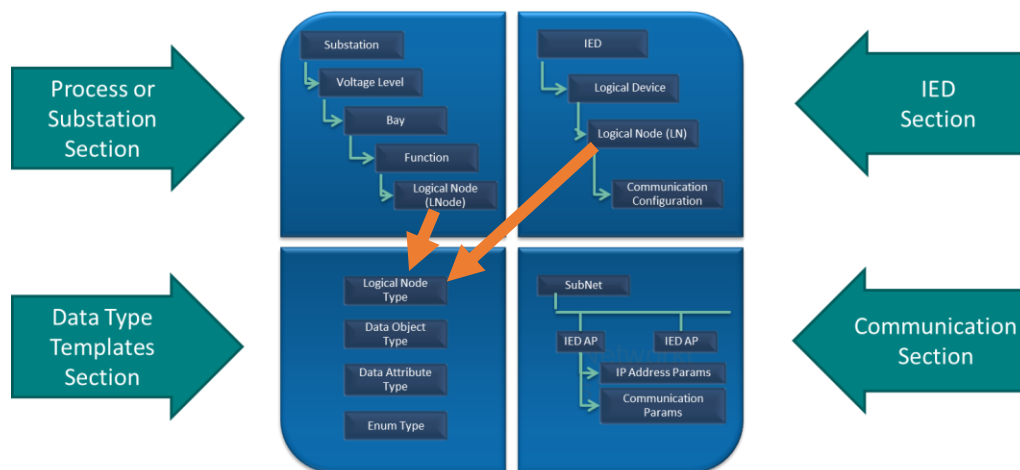 Process or
Substation
Section
Substation
Voltage Level
Bay
Function
Logical Node
(LNode)
IED
Logical Device
Logical Node (LN)
Communication
Configuration
IED
Section
Data Type
Templates
Section
Logical Node
Type
Data Object
Type
Data Attribute
Type
Enum Type
SubNet
IED AP
IED AP
IP Address Params
Communication
Params
Communication
Section